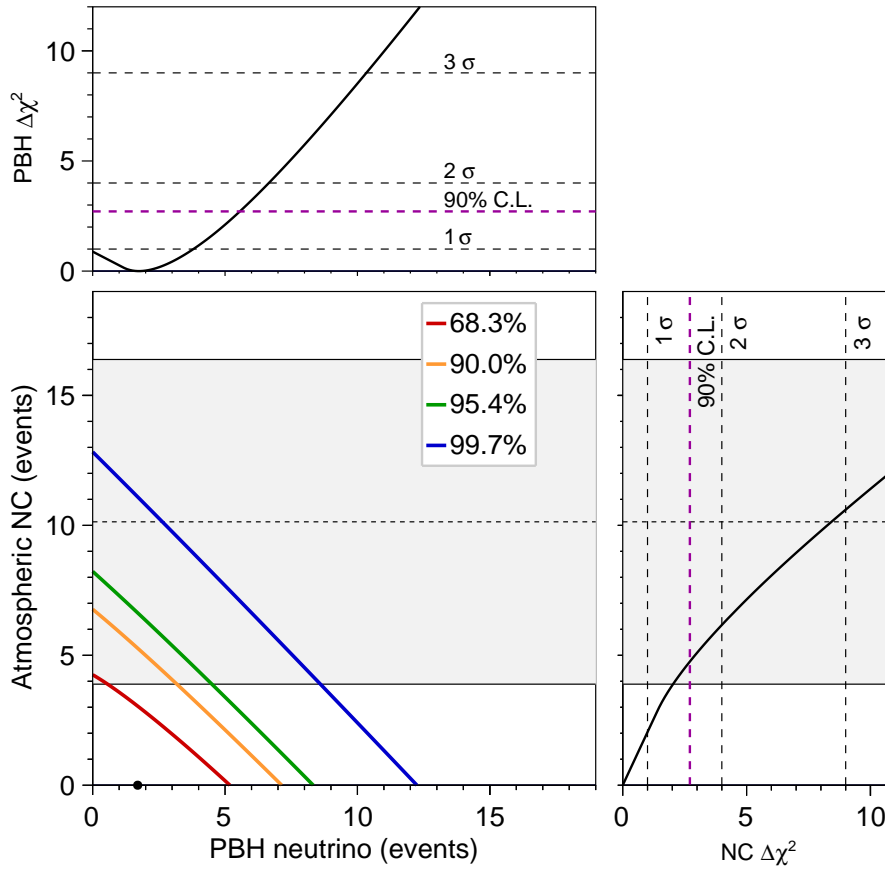 10
5
0
PBH Δχ²
3 σ
2 σ
90% C.L.
1 σ
15
10
5
0
Atmospheric NC (events)
68.3%
90.0%
95.4%
99.7%
0 5 10 15
PBH neutrino (events)
1 σ
90% C.L.
2 σ
3 σ
0 5 10
NC Δχ²